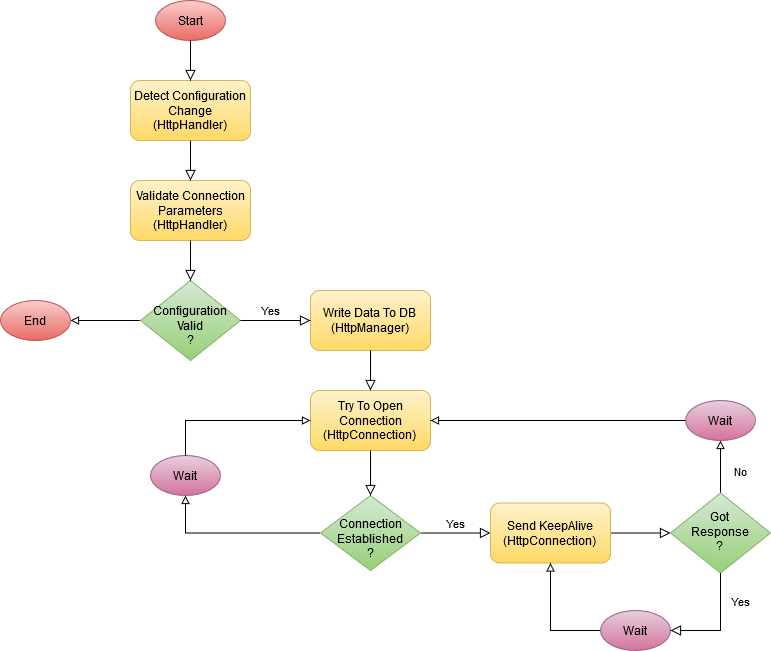 Start
Detect Configuration
Change
(HttpHandler)
Validate Connection
Parameters
(HttpHandler)
Configuration
Valid
?
Yes
End
Write Data To DB
(HttpManager)
Try To Open
Connection
(HttpConnection)
Wait
Wait
No
Connection
Established
?
Yes
Send KeepAlive
(HttpConnection)
Got
Response
?
Yes
Wait